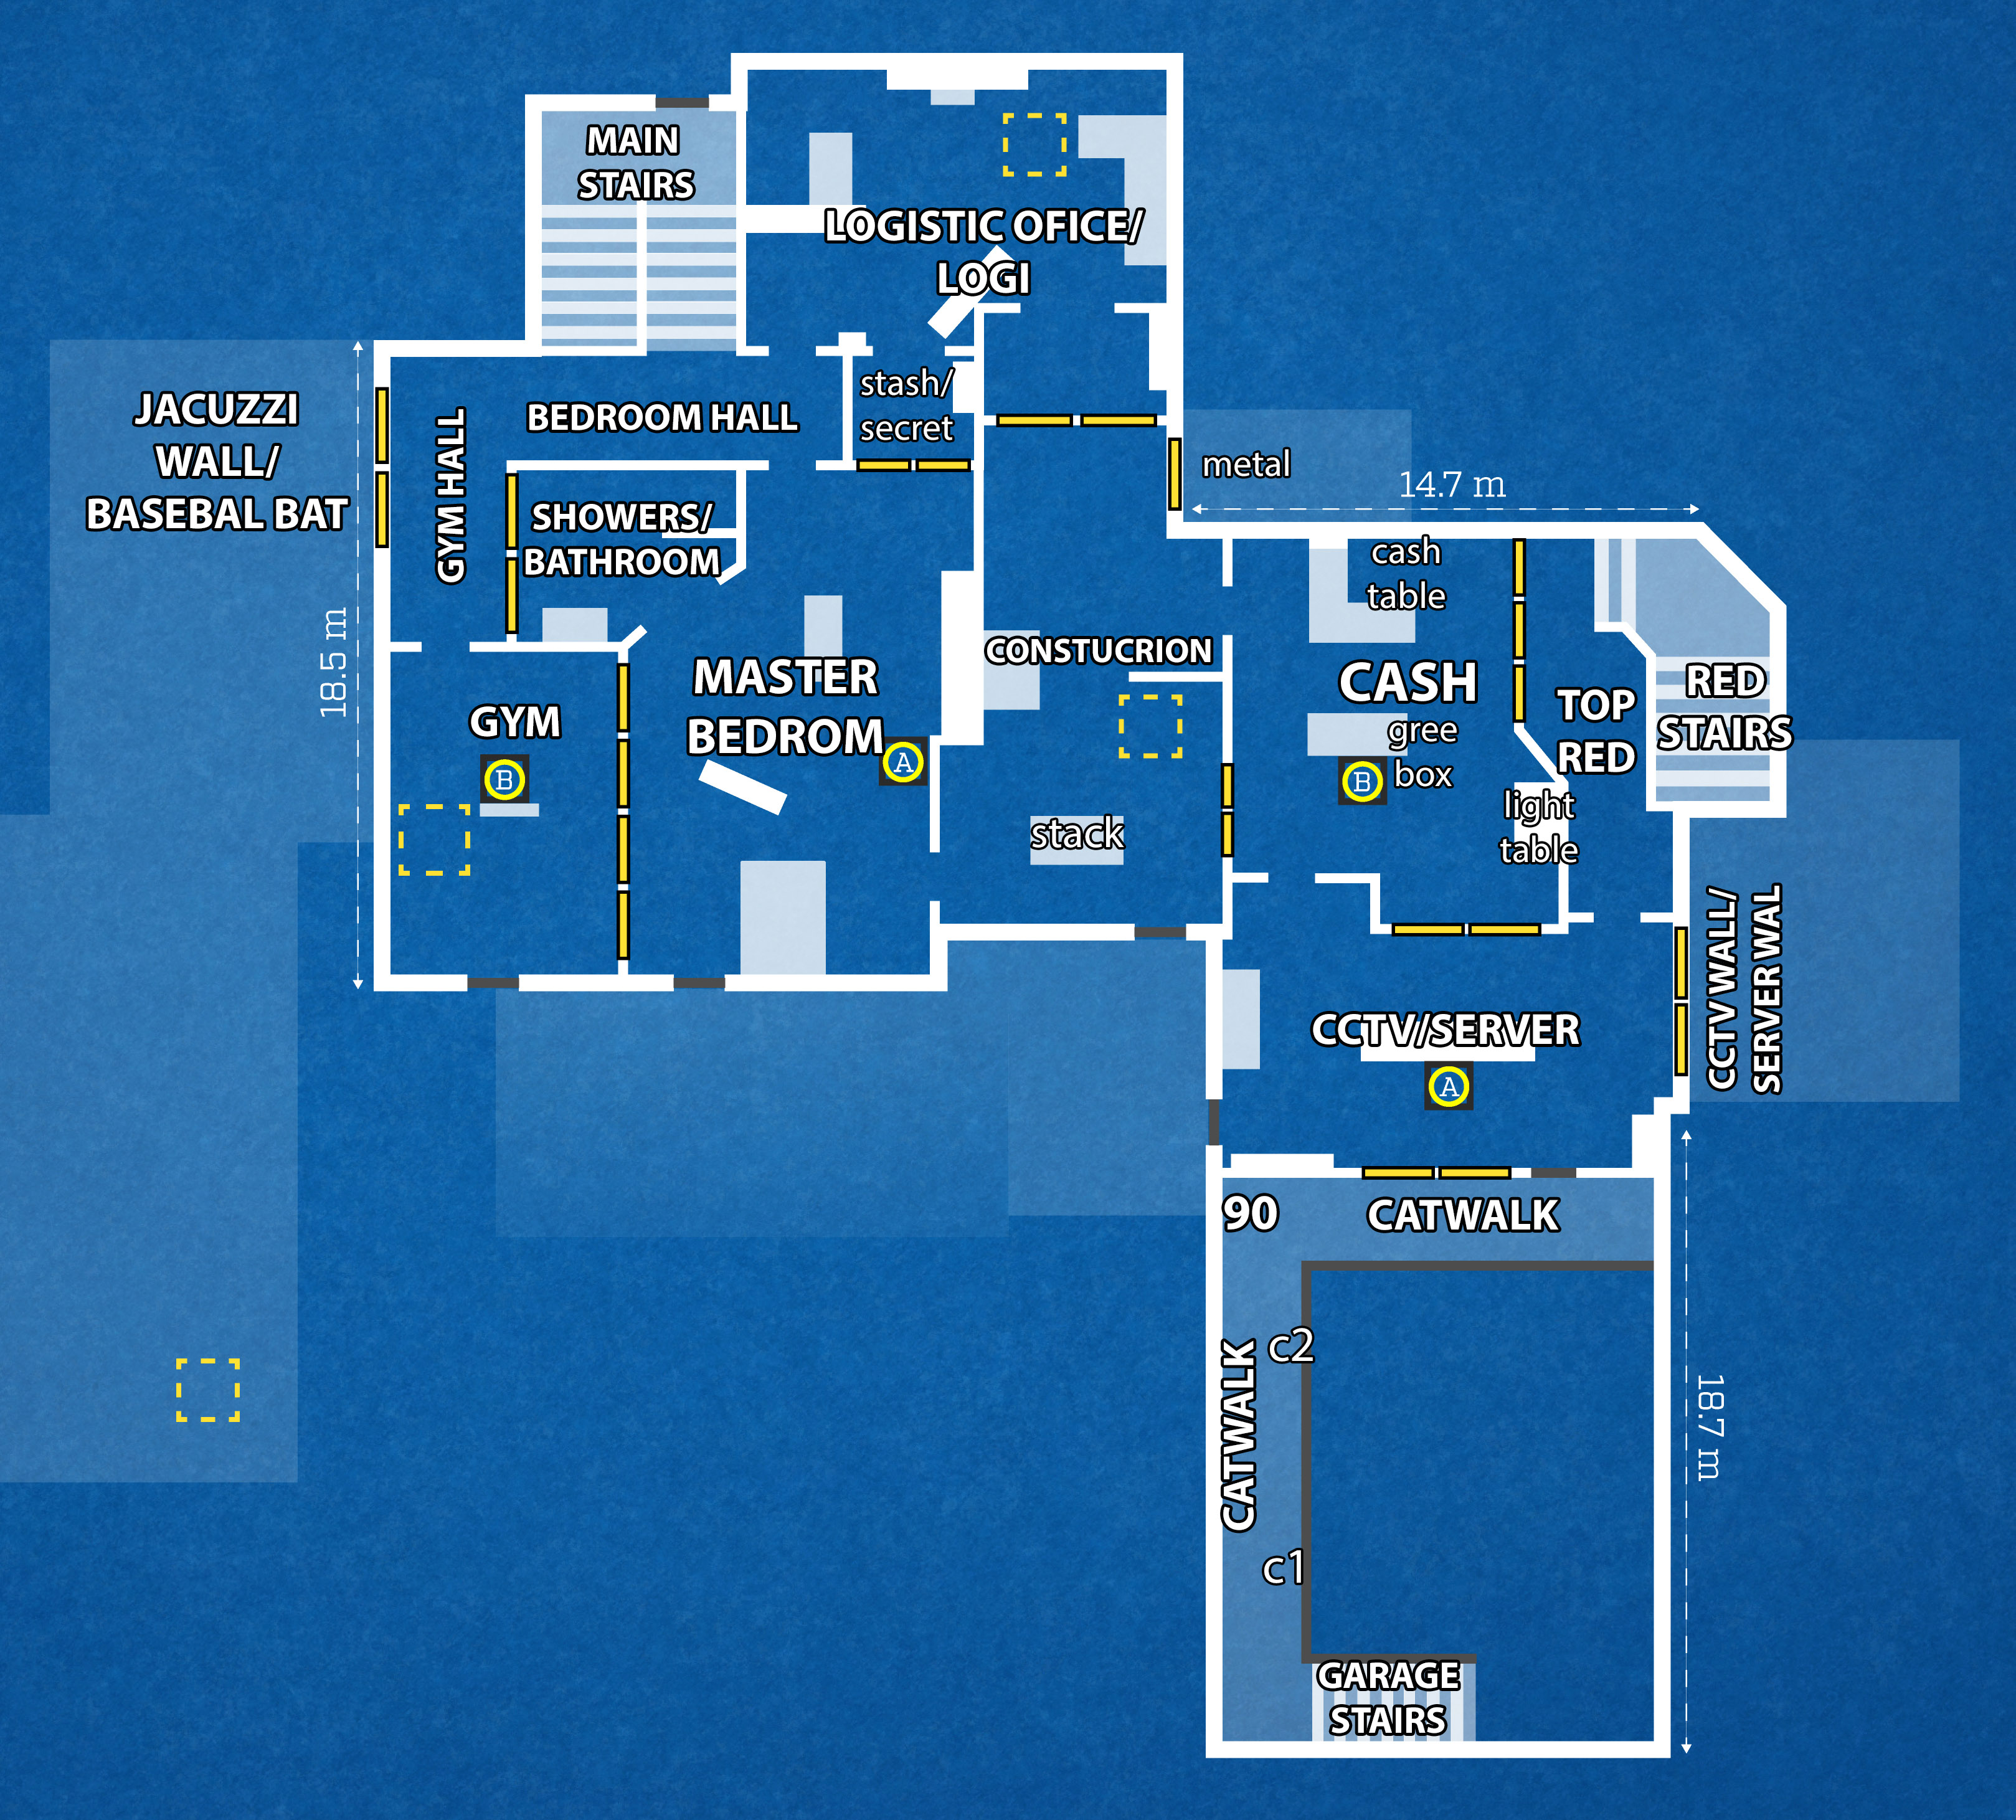 MAIN
STAIRS
LOGISTIC OFICE/
LOGI
JACUZZI
WALL/
BASEBAL BAT
GYM HALL
BEDROOM HALL
stash/
secret
metal
14.7 m
SHOWERS/
BATHROOM
cash
table
18.5 m
CONSTUCRION
MASTER
BEDROM
A
GYM
B
CASH
gree
box
B
TOP
RED
RED
STAIRS
light
table
stack
CCTV WALL/
SERVER WAL
CCTV/SERVER
A
90
CATWALK
c2
CATWALK
c1
18.7 m
GARAGE
STAIRS